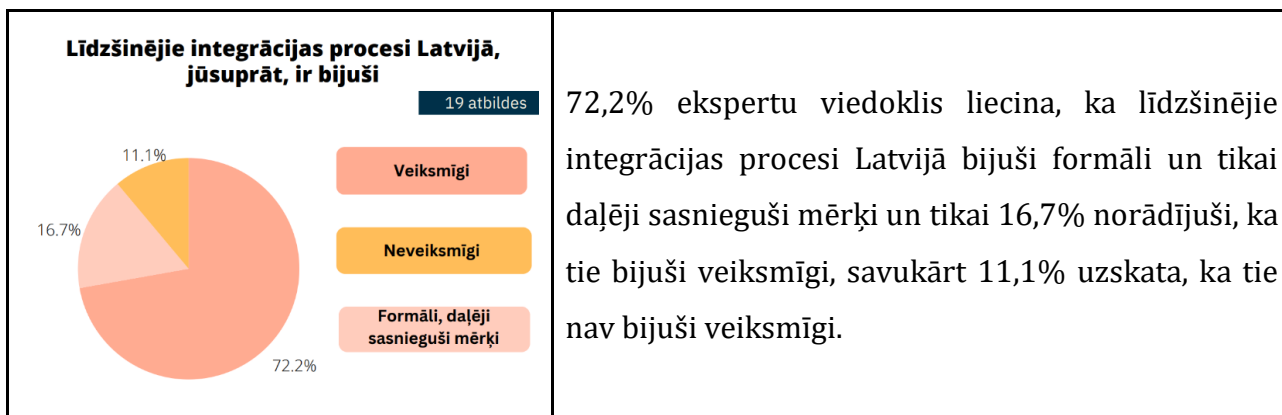 Līdzšinējie integrācijas procesi Latvijā,
jūsuprāt, ir bijuši
19 atbildes
11.1%
16.7%
72.2%
Veiksmīgi
Neveiksmīgi
Formāli, daļēji
sasnieguši mērķi
72,2% ekspertu viedoklis liecina, ka līdzšinējie
integrācijas procesi Latvijā bijuši formāli un tikai
daļēji sasnieguši mērķi un tikai 16,7% norādījuši, ka
tie bijuši veiksmīgi, savukārt 11,1% uzskata, ka tie
nav bijuši veiksmīgi.